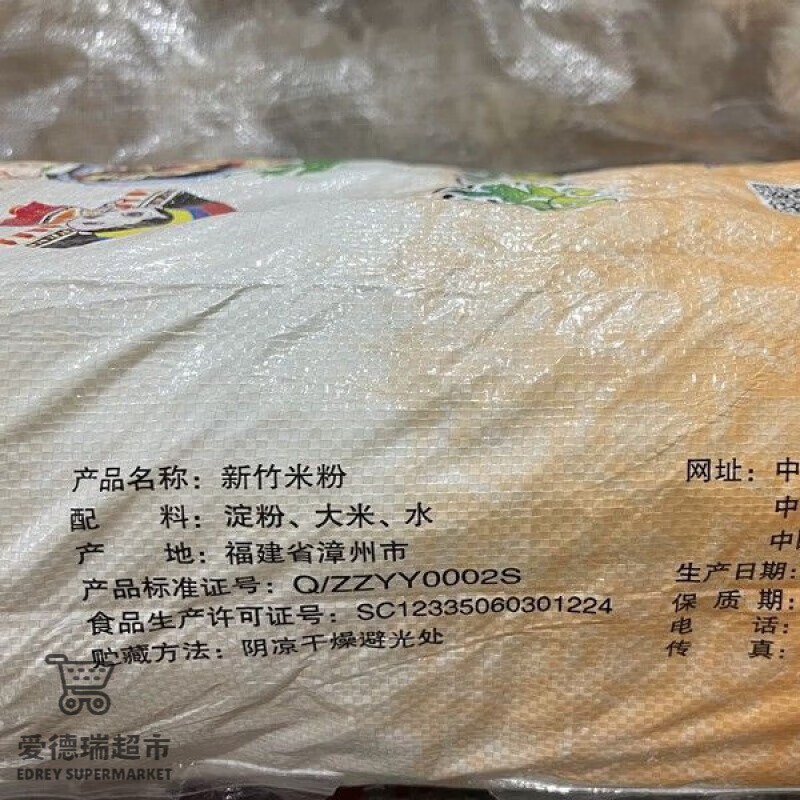 产品名称：新竹米粉
配　　料：淀粉、大米、水
产　　地：福建省漳州市
产品标准证号：Q/ZZYY0002S
食品生产许可证号：SC12335060301224
贮藏方法：阴凉干燥避光处
网址：中
中
中
生产日期：
保 质 期：
电　　话：
传　　真：
爱德瑞超市
EDREY SUPERMARKET